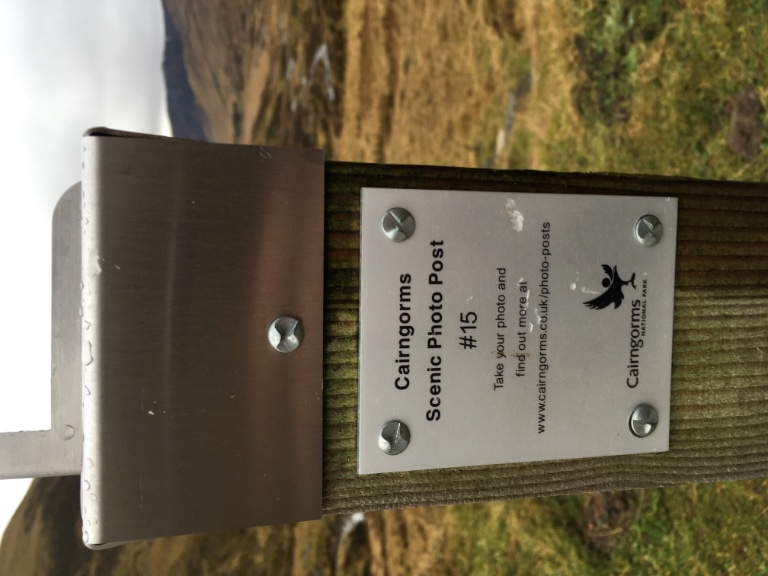 Cairngorms
Scenic Photo Post
#15
Take your photo and
find out more at
www.cairngorms.co.uk/photo-posts
Cairngorms
NATIONAL PARK